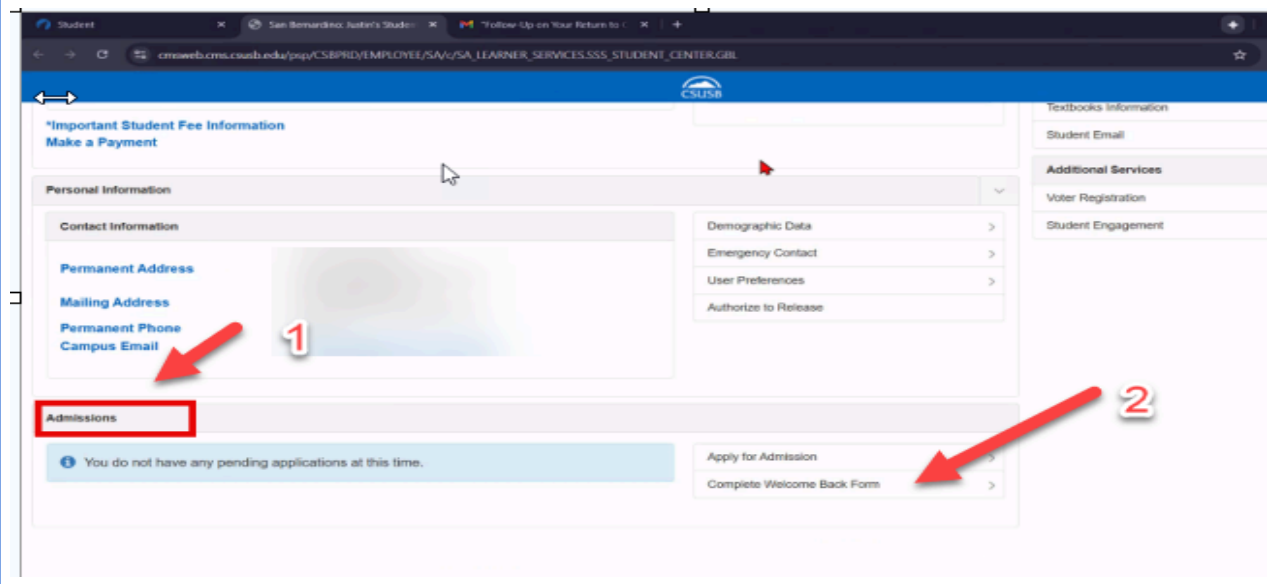 Student
San Bernardino: Justin's Studen
"Follow-Up on Your Return to C
cmsweb.cms.csusb.edu/psp/CSBPRD/EMPLOYEE/SA/c/SA_LEARNER_SERVICES.SSS_STUDENT_CENTER.GBL
CSUSB
*Important Student Fee Information
Make a Payment
Textbooks Information
Student Email
Additional Services
Voter Registration
Student Engagement
Personal Information
Contact Information
Permanent Address
Mailing Address
Permanent Phone
Campus Email
Demographic Data
Emergency Contact
User Preferences
Authorize to Release
1
2
Admissions
You do not have any pending applications at this time.
Apply for Admission
Complete Welcome Back Form